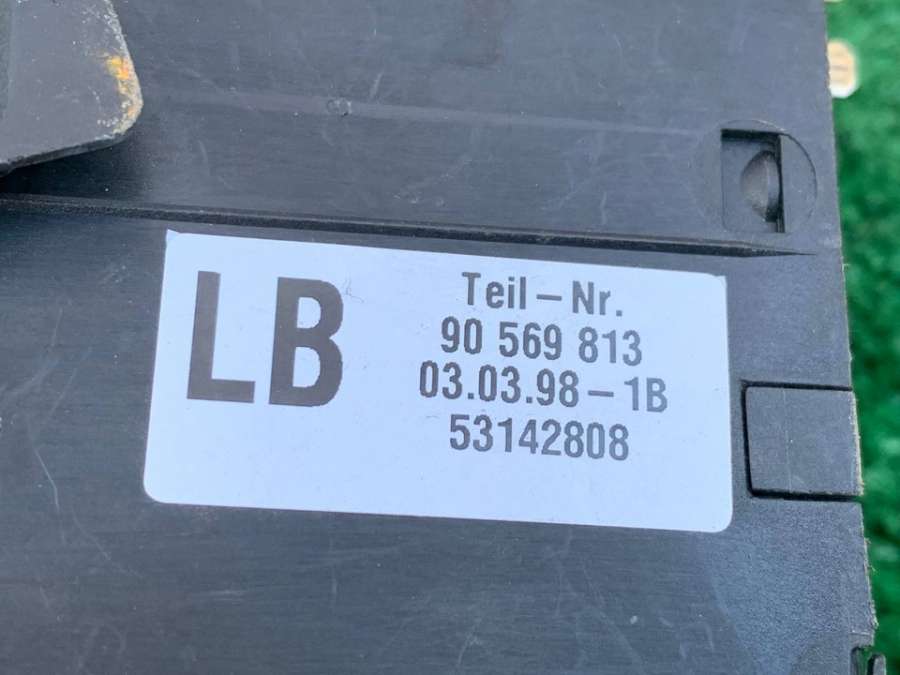 LB
Teil – Nr.
90 569 813
03.03.98 – 1B
53142808